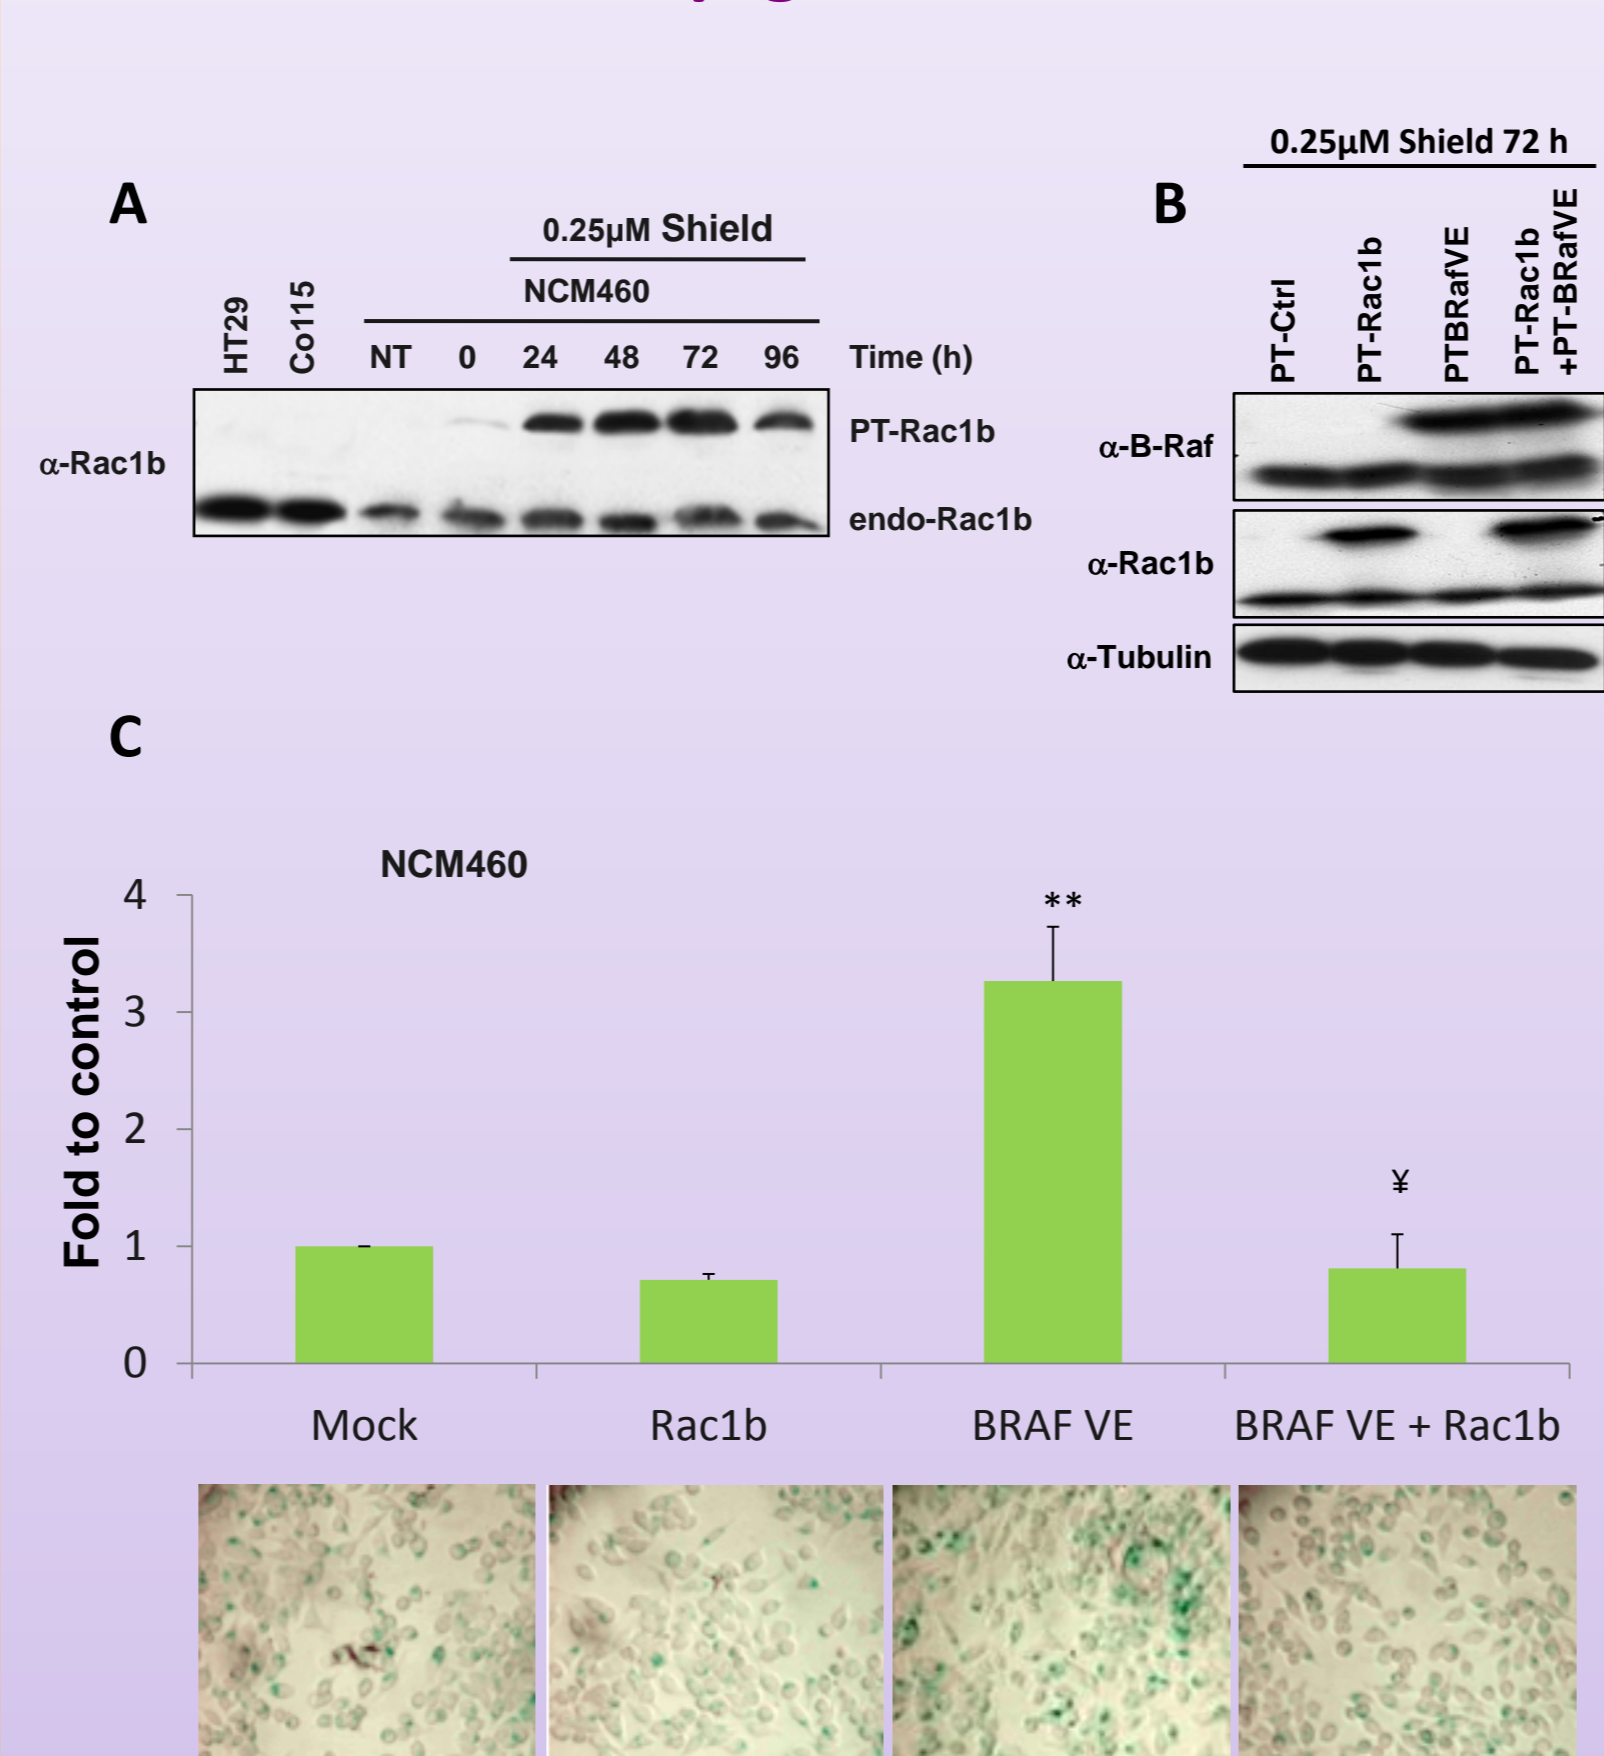 A
0.25µM Shield
NCM460
HT29
Co115
NT 0 24 48 72 96 Time (h)
α-Rac1b
PT-Rac1b
endo-Rac1b
B
0.25µM Shield 72 h
PT-Ctrl
PT-Rac1b
PTBRafVE
PT-Rac1b
+PT-BRafVE
α-B-Raf
α-Rac1b
α-Tubulin
C
NCM460
Fold to control
4
3
2
1
0
**
¥
Mock
Rac1b
BRAF VE
BRAF VE + Rac1b